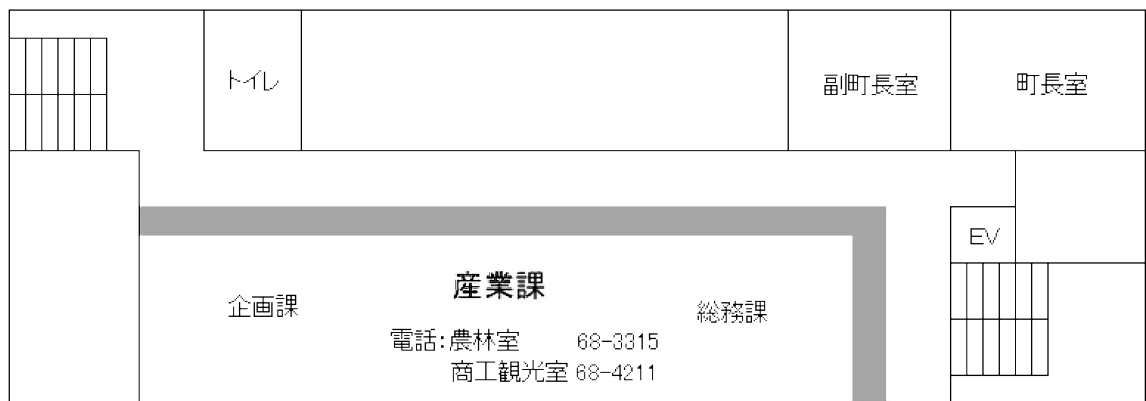 トイレ
副町長室
町長室
EV
産業課
企画課
総務課
電話:農林室 68-3315
商工観光室 68-4211